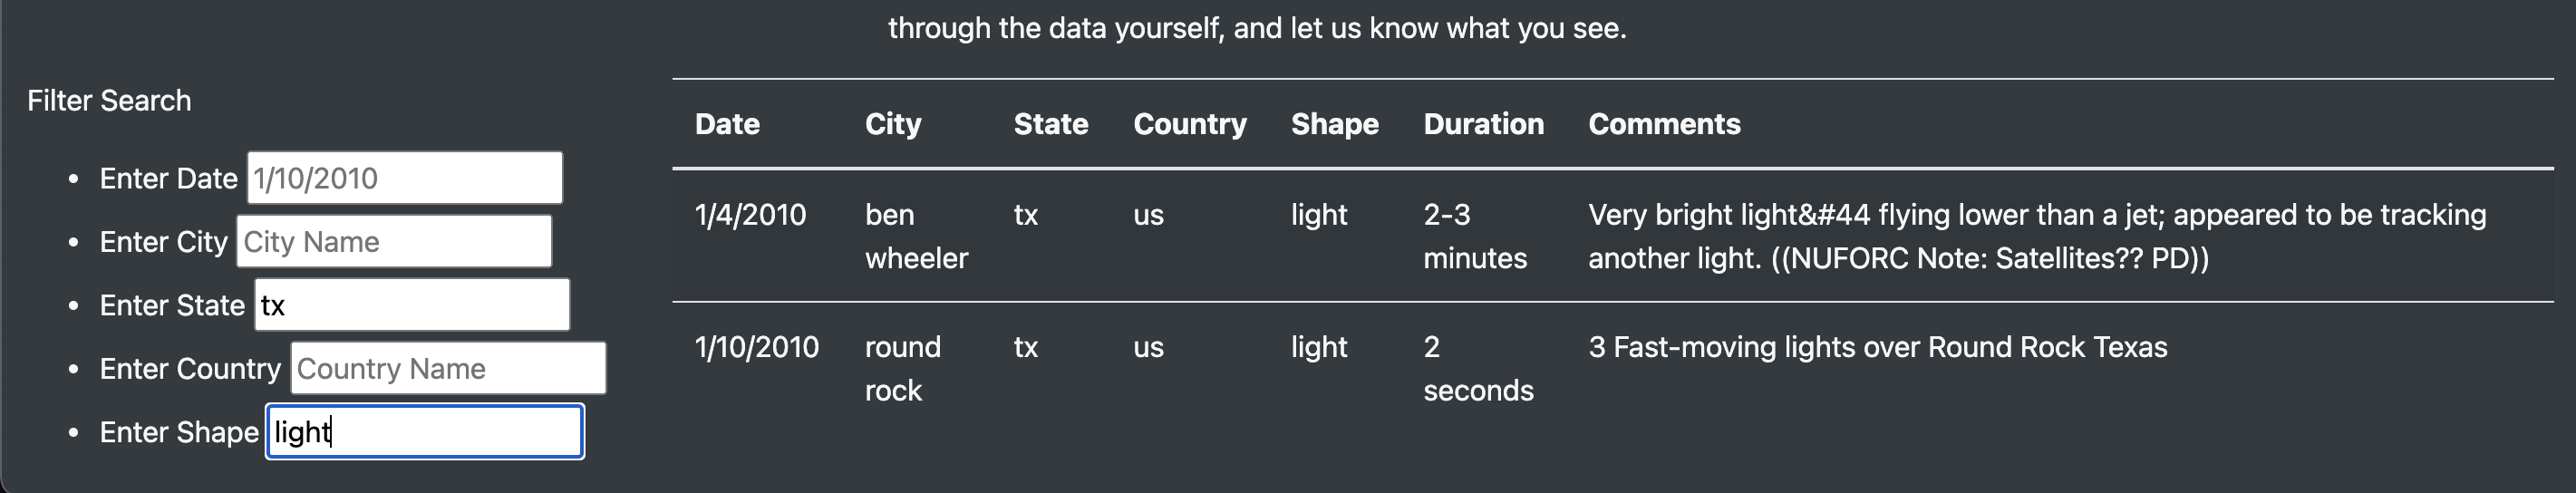 through the data yourself, and let us know what you see.
Filter Search
Enter Date 1/10/2010
Enter City City Name
Enter State tx
Enter Country Country Name
Enter Shape light
Date City State Country Shape Duration Comments
1/4/2010 ben tx us light 2-3 Very bright light&#44 flying lower than a jet; appeared to be tracking
wheeler minutes another light. ((NUFORC Note: Satellites?? PD))
1/10/2010 round tx us light 2 3 Fast-moving lights over Round Rock Texas
rock seconds